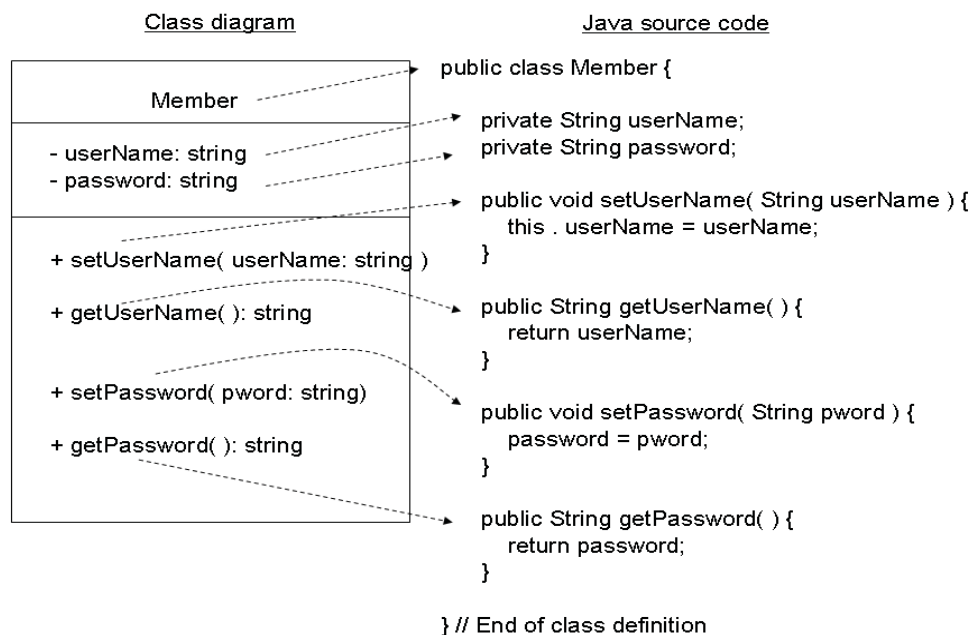 Class diagram
Member
- userName: string
- password: string
+ setUserName( userName: string )
+ getUserName( ): string
+ setPassword( pword: string)
+ getPassword( ): string
Java source code
public class Member {
private String userName;
private String password;
public void setUserName( String userName ) {
this . userName = userName;
}
public String getUserName( ) {
return userName;
}
public void setPassword( String pword ) {
password = pword;
}
public String getPassword( ) {
return password;
}
} // End of class definition